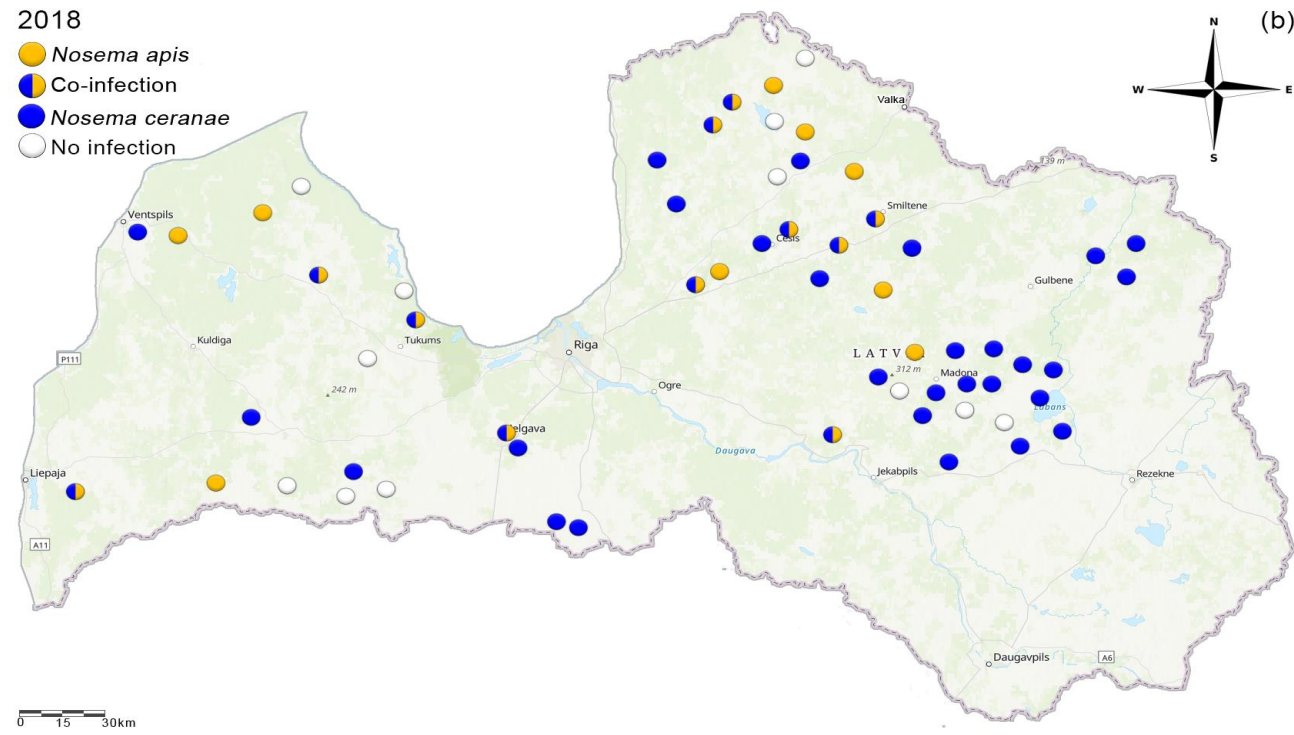 2018
(b)
Nosema apis
Co-infection
Nosema ceranae
No infection
N
W
E
S
Valka
139 m
Ventspils
Smiltene
Cēsis
Gulbene
Kuldiga
Tukums
Riga
LATV
P111
312 m
Madona
242 m
Ogre
Lubans
elgava
Daugava
Liepaja
Jekabpils
Rezekne
A11
Daugavpils
A6
0 15 30km